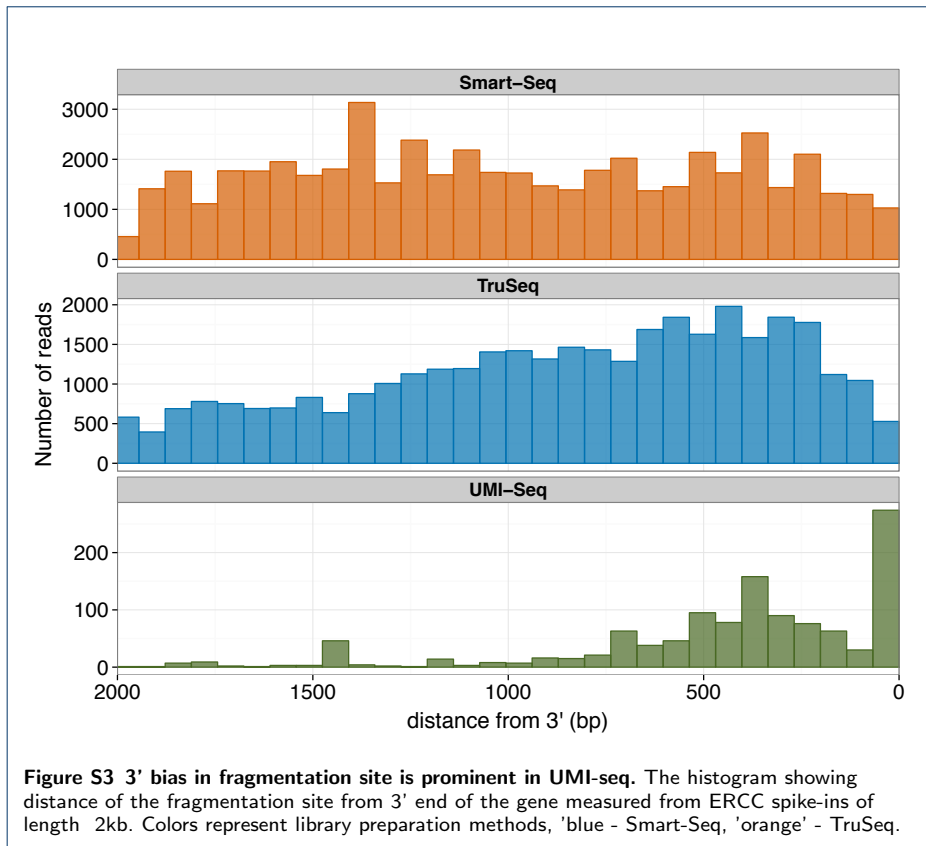 Smart−Seq
3000
2000
1000
0
TruSeq
2000
1500
1000
500
0
Number of reads
UMI−Seq
200
100
0
2000 1500 1000 500 0
distance from 3' (bp)
Figure S3 3' bias in fragmentation site is prominent in UMI-seq. The histogram showing
distance of the fragmentation site from 3' end of the gene measured from ERCC spike-ins of
length 2kb. Colors represent library preparation methods, 'blue - Smart-Seq, 'orange' - TruSeq.